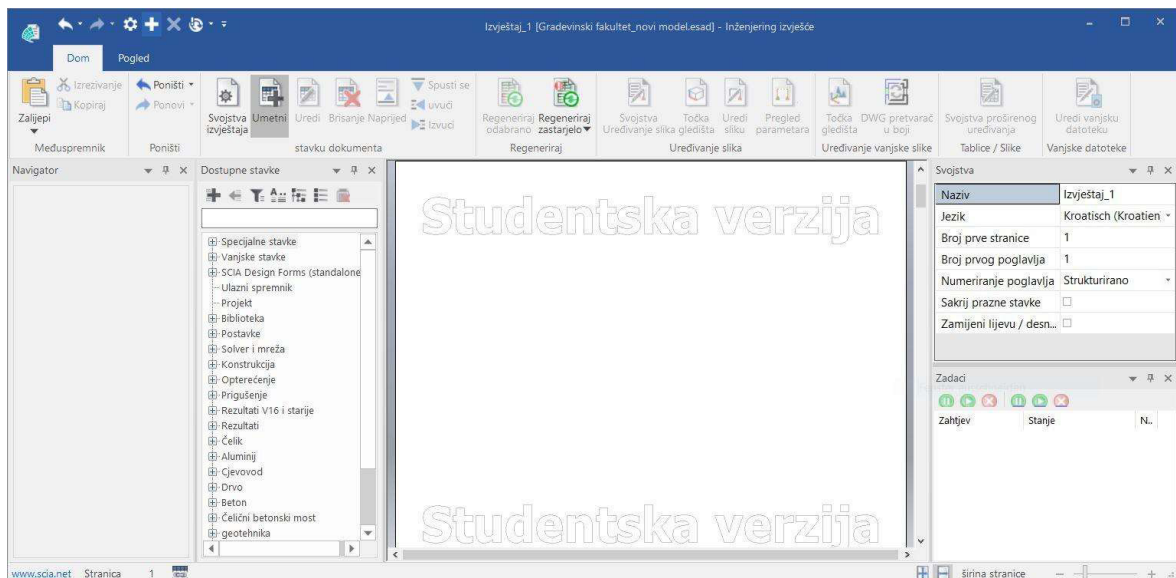 Izvještaj_1 [Građevinski fakultet_novi model.esad] - Inženjering izvješće
Dom Pogled
Zalijepi
Izrezivanje
Kopiraj
Međuspremnik
Poništi
Ponovi
Poništi
Svojstva izvještaja
Umetni
Uredi
Brisanje
Naprijed
Spusti se
uvuci
Izvuci
stavku dokumenta
Regeneriraj odabrano
Regeneriraj zastarjelo
Regeneriraj
Svojstva
Uređivanje slika
Točka gledišta
Uredi sliku
Pregled parametara
Uređivanje slika
Točka gledišta
DWG pretvarač u boji
Uređivanje vanjske slike
Svojstva proširenog uređivanja
Tablice / Slike
Uredi vanjsku datoteku
Vanjske datoteke
Navigator
Dostupne stavke
Specijalne stavke
Vanjske stavke
SCIA Design Forms (standalone
Ulazni spremnik
Projekt
Biblioteka
Postavke
Solver i mreža
Konstrukcija
Opterećenje
Prigušenje
Rezultati V16 i starije
Rezultati
Čelik
Aluminij
Cjevovod
Drvo
Beton
Čelični betonski most
geotehnika
Studentska verzija
Studentska verzija
Svojstva
Naziv Izvještaj_1
Jezik Kroatisch (Kroatien
Broj prve stranice 1
Broj prvog poglavlja 1
Numeriranje poglavlja Strukturirano
Sakrij prazne stavke
Zamijeni lijevu / desn...
Zadaci
Zahtjev Stanje N..
www.scia.net Stranica 1 širina stranice